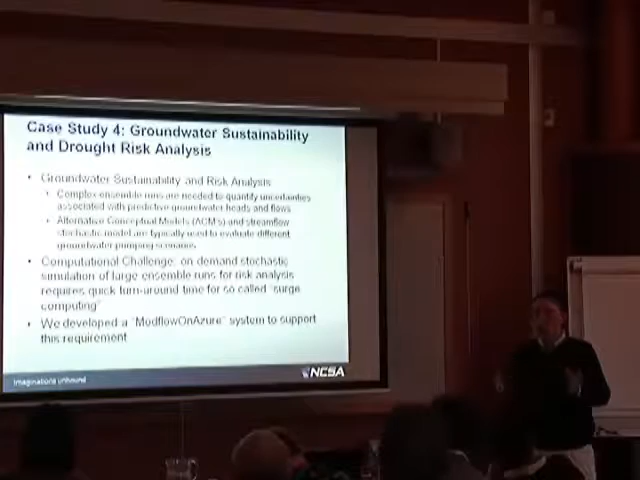 Case Study 4: Groundwater Sustainability
and Drought Risk Analysis
• Groundwater Sustainability and Risk Analysis
• Complex ensemble runs are needed to quantify uncertainties
associated with predictive groundwater heads and flows
• Alternative Conceptual Models (ACMs) and streamflow
stochastic model are typically used to evaluate different
groundwater pumping scenarios
• Computational Challenge: on demand stochastic
simulation of large ensemble runs for risk analysis
requires quick turn-around time for so called "surge
computing"
• We developed a "ModflowOnAzure" system to support
this requirement
Imaginations unbound
NCSA